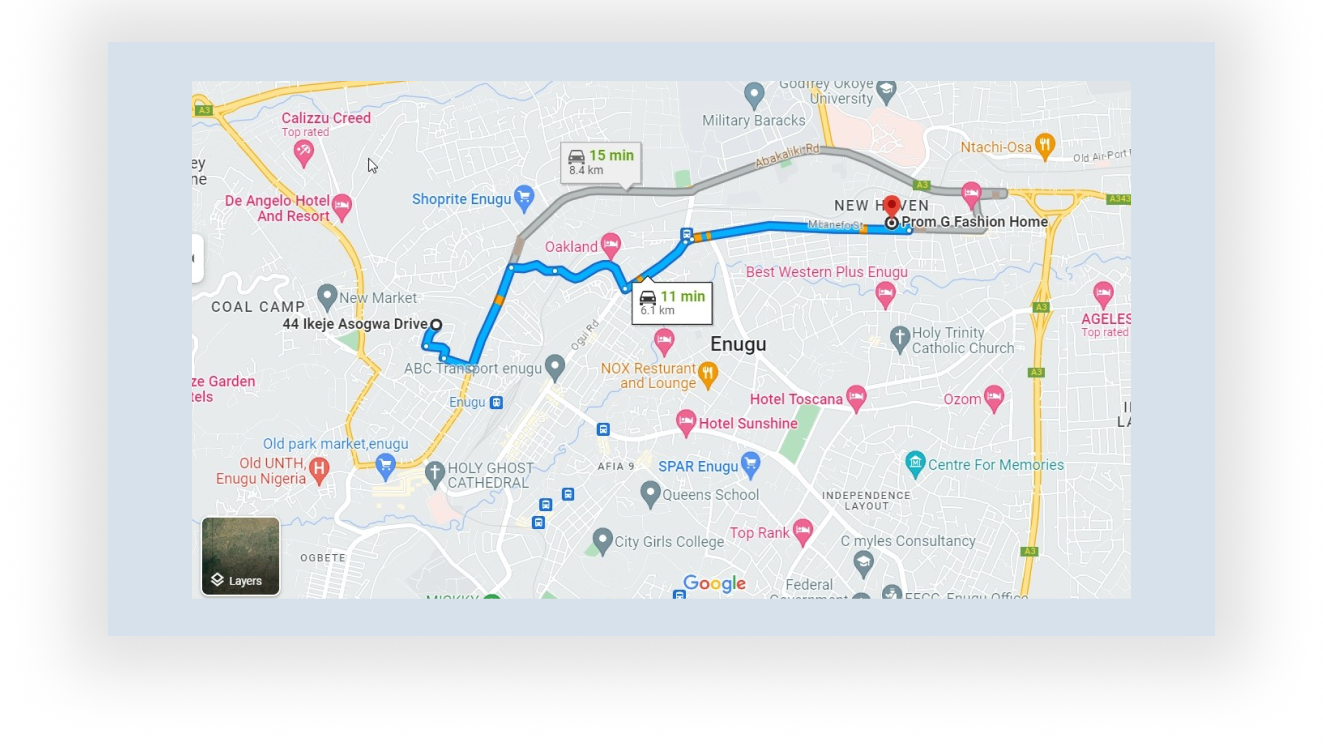 Godfrey Okoye
University
A3
Calizzu Creed
Top rated
Military Baracks
Ntachi-Osa
Old Air-Port
ey
ne
15 min
8.4 km
Abakaliki Rd
A3
De Angelo Hotel
And Resort
Shoprite Enugu
NEW HAVEN
Prom G Fashion Home
Mbanefo St
Oakland
Best Western Plus Enugu
COAL CAMP
New Market
11 min
6.1 km
A3
AGELES
Top rated
44 Ikeje Asogwa Drive
Ogui Rd
Enugu
Holy Trinity
Catholic Church
ABC Transport enugu
NOX Resturant
and Lounge
A3
ze Garden
tels
Enugu
Hotel Toscana
Ozom
Hotel Sunshine
Old park market,enugu
Old UNTH,
Enugu Nigeria
H
HOLY GHOST
CATHEDRAL
AFIA 9
SPAR Enugu
Centre For Memories
Queens School
INDEPENDENCE
LAYOUT
City Girls College
Top Rank
C myles Consultancy
A3
OGBETE
Layers
Google
Federal